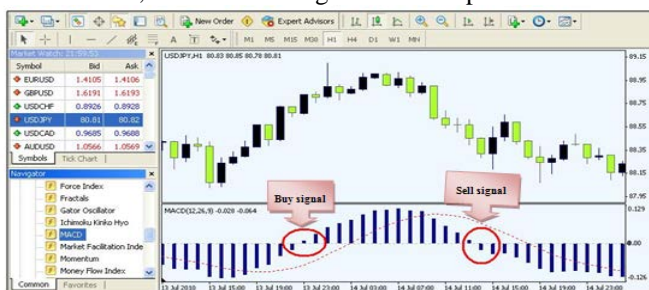 New Order
Expert Advisors
M1 M5 M15 M30 H1 H4 D1 W1 MN
Market Watch: 21:59:53
Symbol Bid Ask
EURUSD 1.4105 1.4106
GBPUSD 1.6191 1.6193
USDCHF 0.8926 0.8928
USDJPY 80.81 80.82
USDCAD 0.9685 0.9688
AUDUSD 1.0566 1.0569
Symbols Tick Chart
Navigator
Force Index
Fractals
Gator Oscillator
Ichimoku Kinko Hyo
MACD
Market Facilitation Inde
Momentum
Money Flow Index
Common Favorites
USDJPY,H1 80.83 80.85 80.78 80.81
89.15
88.75
88.35
88.15
87.95
Buy signal
Sell signal
MACD(12,26,9) -0.028 -0.064
0.129
0.00
-0.126
13 Jul 2010 13 Jul 15:00 13 Jul 19:00 13 Jul 23:00 14 Jul 03:00 14 Jul 07:00 14 Jul 11:00 14 Jul 15:00 14 Jul 19:00 14 Jul 23:00